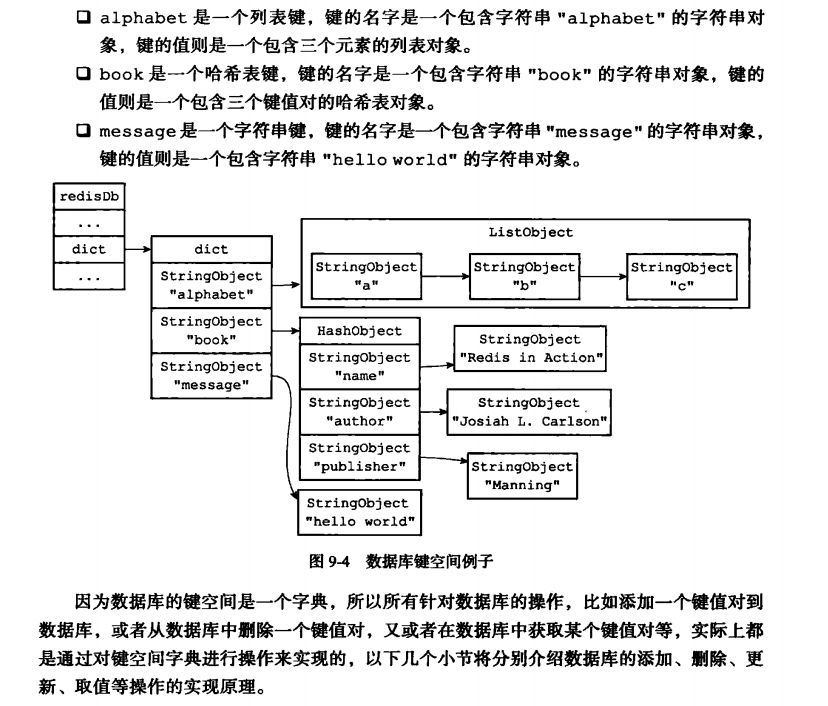 ❑ alphabet 是一个列表键，键的名字是一个包含字符串 "alphabet" 的字符串对
象，键的值则是一个包含三个元素的列表对象。
❑ book 是一个哈希表键，键的名字是一个包含字符串 "book" 的字符串对象，键的
值则是一个包含三个键值对的哈希表对象。
❑ message 是一个字符串键，键的名字是一个包含字符串 "message" 的字符串对象，
键的值则是一个包含字符串 "hello world" 的字符串对象。
redisDb
...
dict
...
dict
StringObject
"alphabet"
StringObject
"book"
StringObject
"message"
ListObject
StringObject
"a"
StringObject
"b"
StringObject
"c"
HashObject
StringObject
"name"
StringObject
"author"
StringObject
"publisher"
StringObject
"Redis in Action"
StringObject
"Josiah L. Carlson"
StringObject
"Manning"
StringObject
"hello world"
图 9-4 数据库键空间例子
因为数据库的键空间是一个字典，所以所有针对数据库的操作，比如添加一个键值对到
数据库，或者从数据库中删除一个键值对，又或者在数据库中获取某个键值对等，实际上都
是通过对键空间字典进行操作来实现的，以下几个小节将分别介绍数据库的添加、删除、更
新、取值等操作的实现原理。